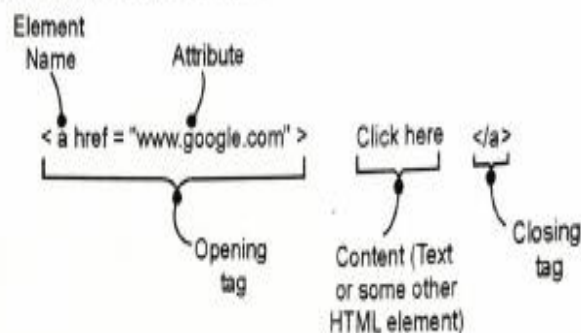 Element
Name
Attribute
< a href = "www.google.com" >
Click here
</a>
Opening
tag
Content (Text
or some other
HTML element)
Closing
tag